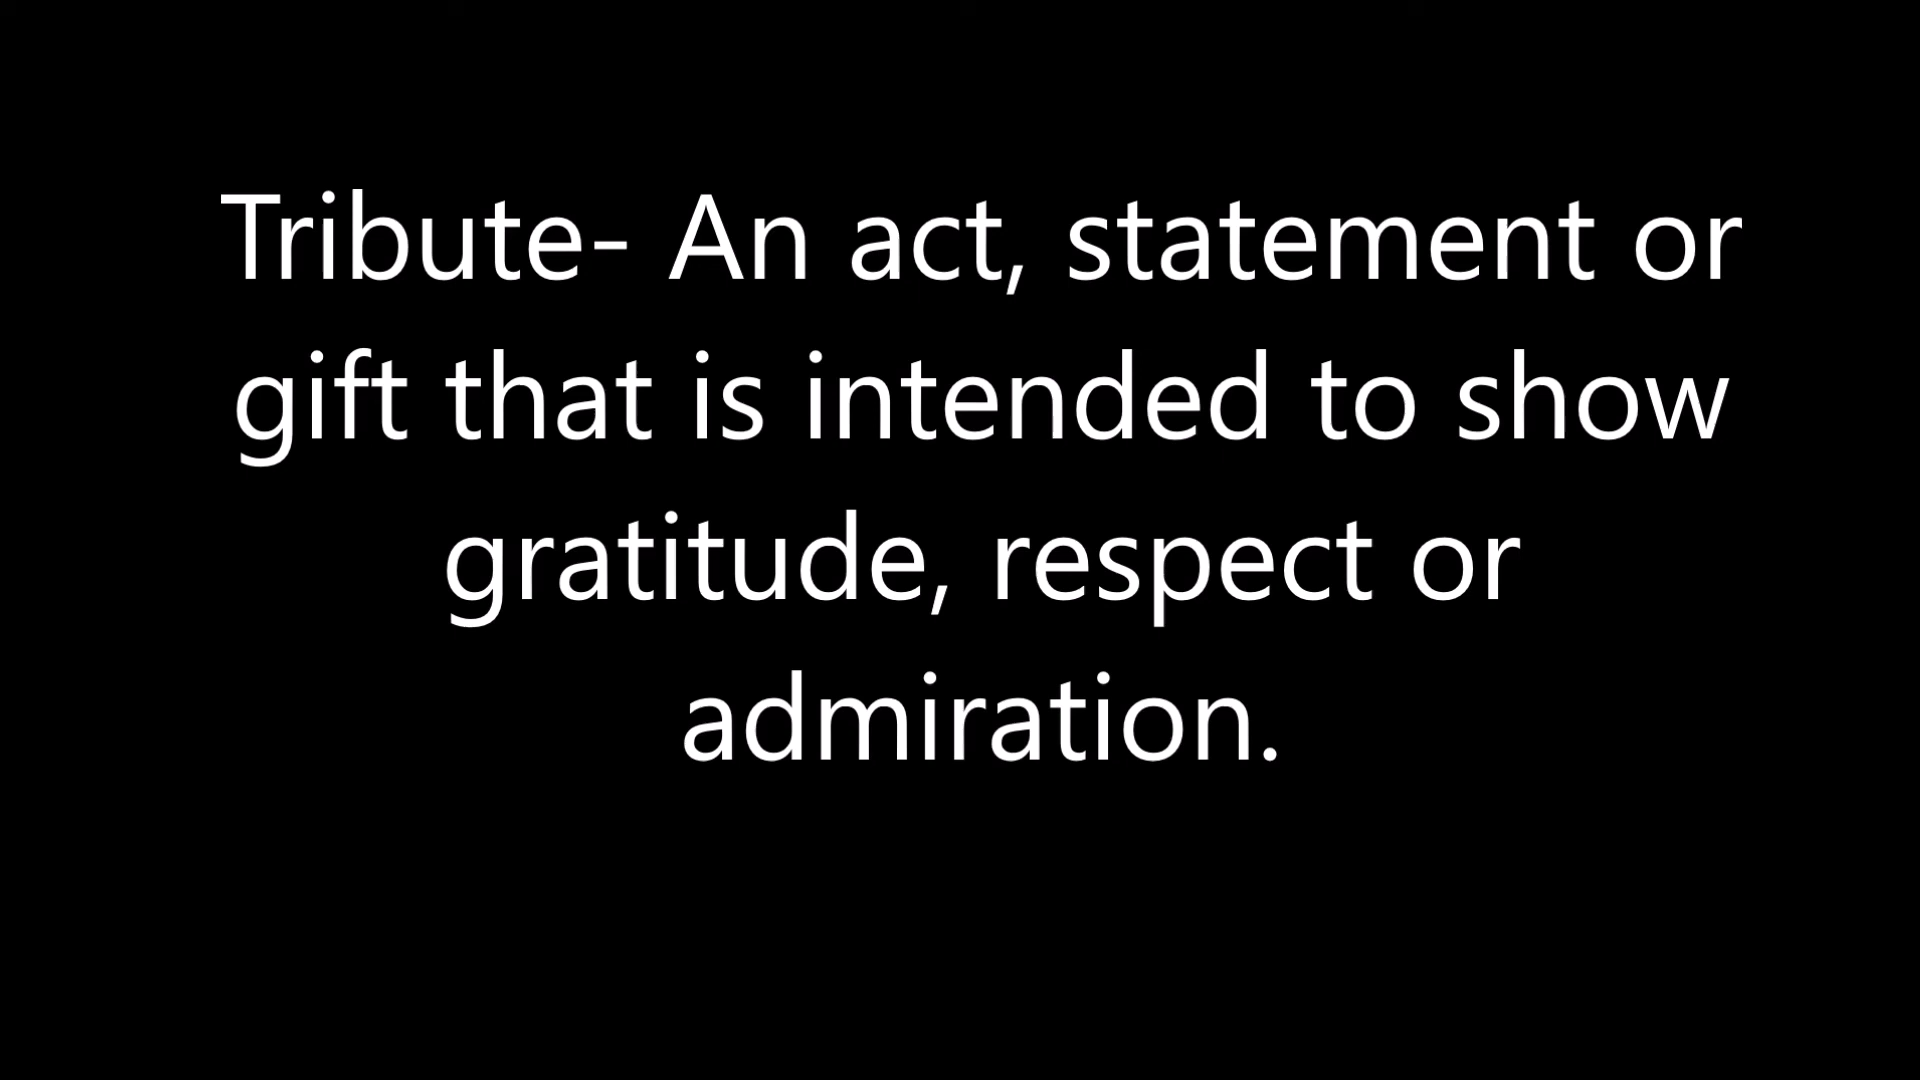 Tribute- An act, statement or
gift that is intended to show
gratitude, respect or
admiration.